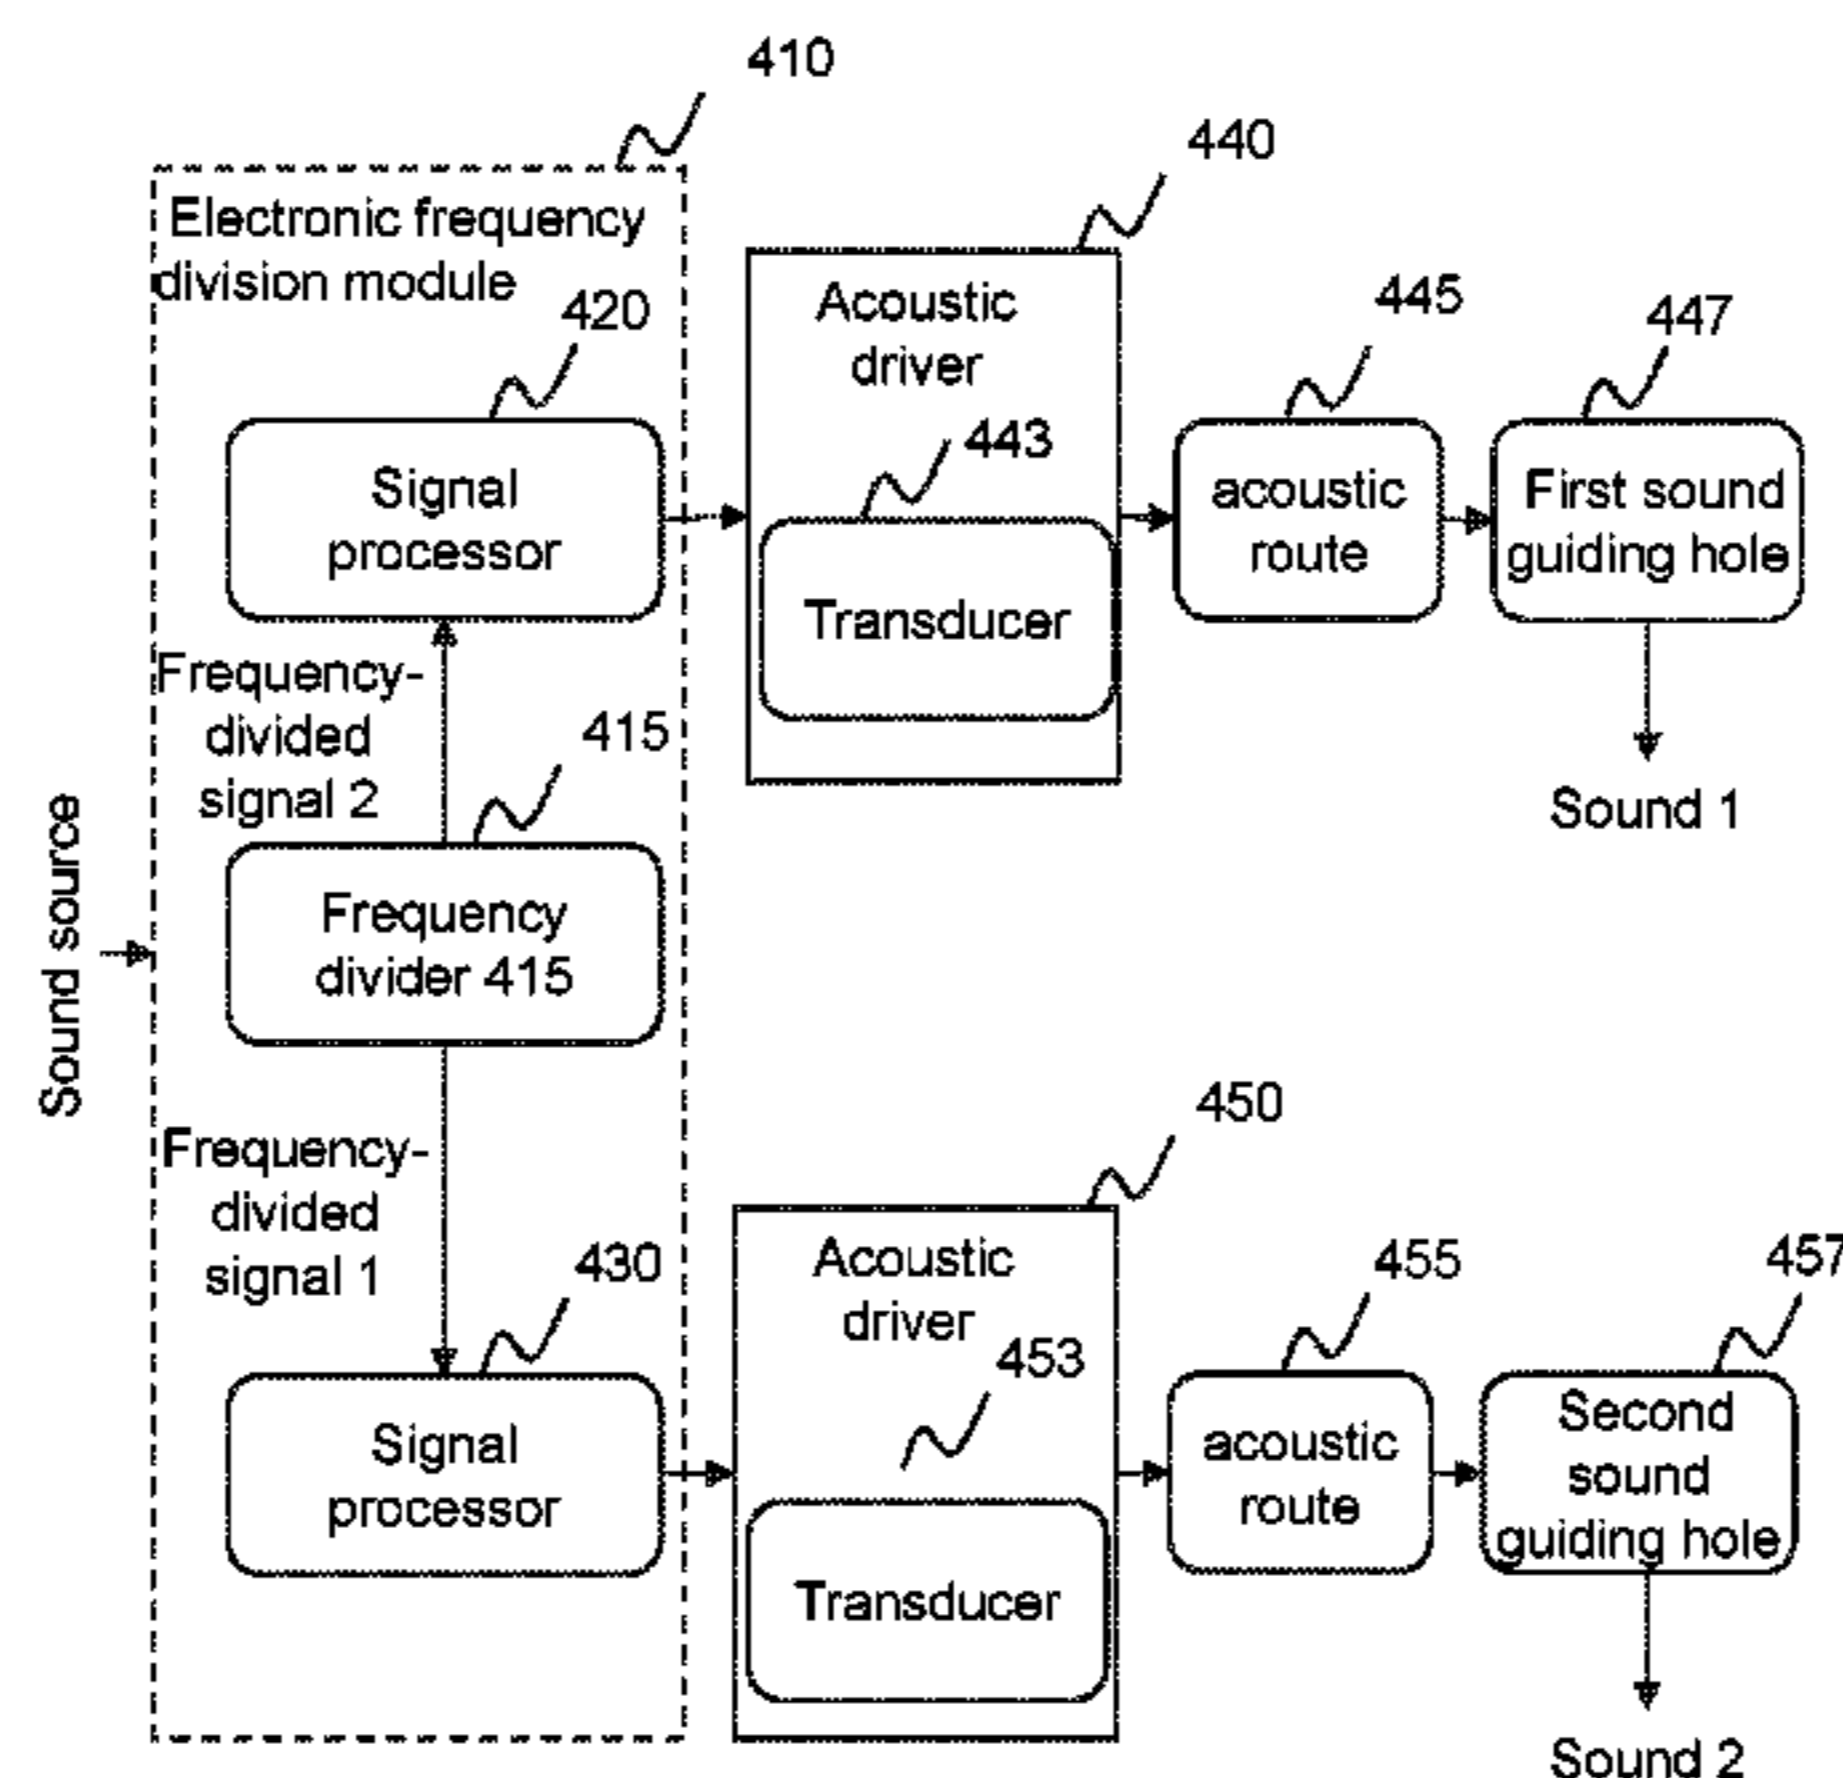 410
440
Electronic frequency
division module
420
Acoustic
driver
445
447
443
Signal
processor
acoustic
route
First sound
guiding hole
Transducer
Frequency-
divided
signal 2
415
Sound 1
Sound source
Frequency
divider 415
450
Frequency-
divided
signal 1
430
Acoustic
driver
455
457
453
Signal
processor
acoustic
route
Second
sound
guiding hole
Transducer
Sound 2